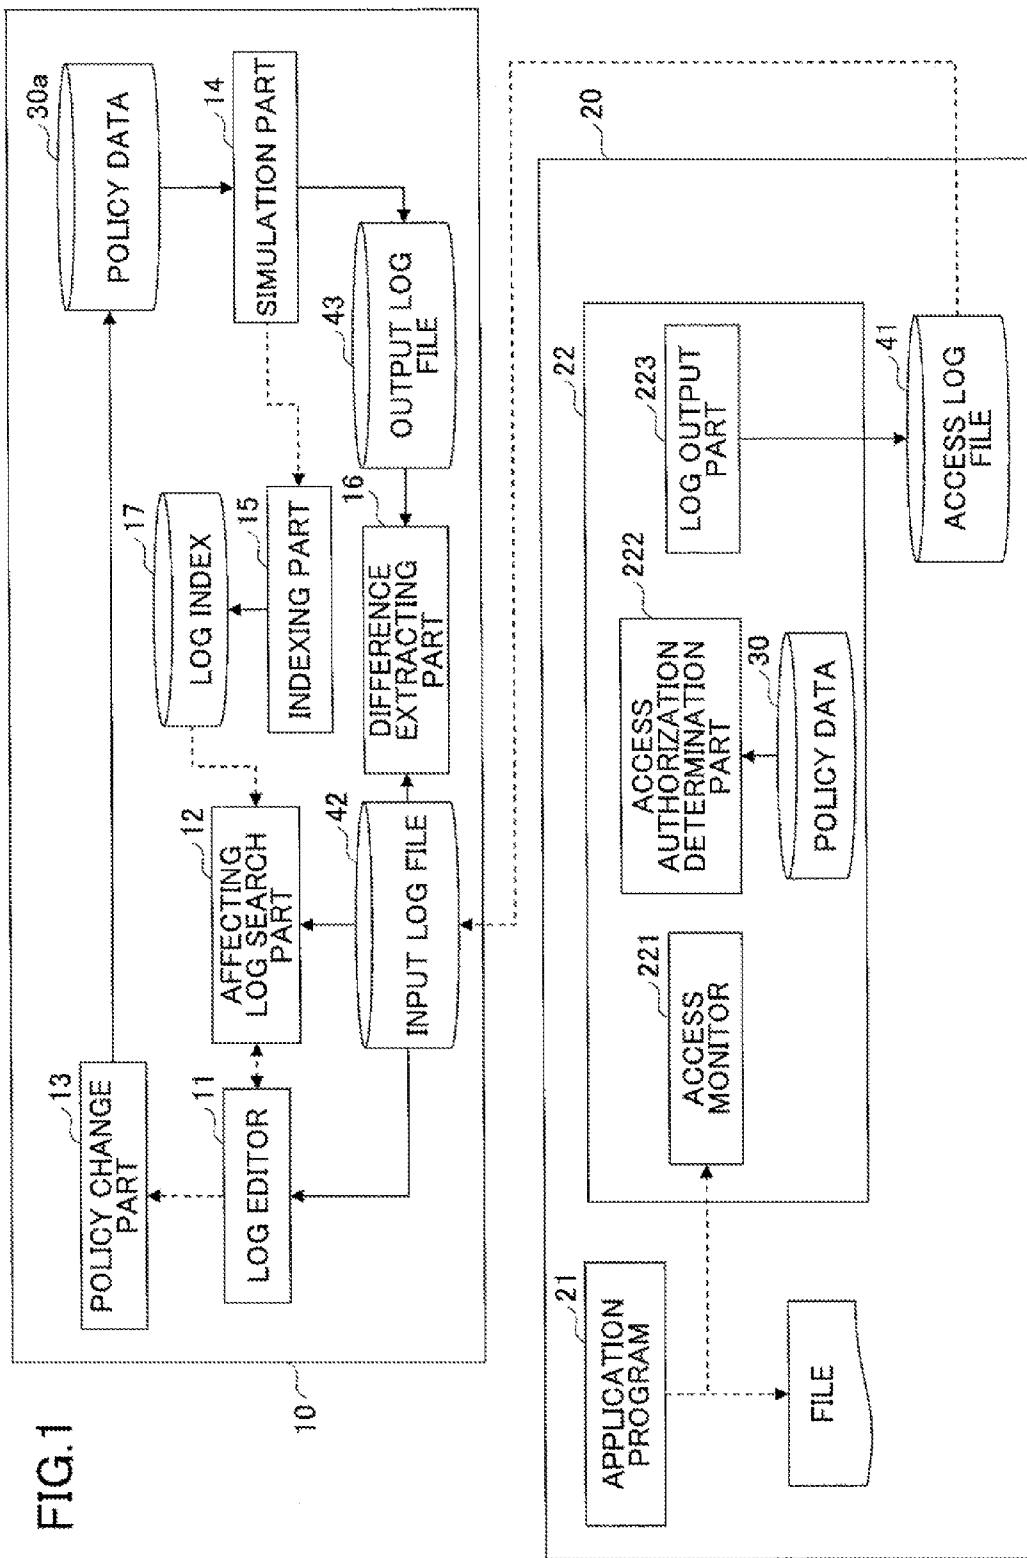 FIG.1
10
13
POLICY CHANGE
PART
30a
POLICY DATA
11
LOG EDITOR
12
AFFECTING
LOG SEARCH
PART
17
LOG INDEX
15
INDEXING PART
14
SIMULATION PART
42
INPUT LOG FILE
16
DIFFERENCE
EXTRACTING
PART
43
OUTPUT LOG
FILE
20
21
APPLICATION
PROGRAM
FILE
22
221
ACCESS
MONITOR
222
ACCESS
AUTHORIZATION
DETERMINATION
PART
30
POLICY DATA
223
LOG OUTPUT
PART
41
ACCESS LOG
FILE